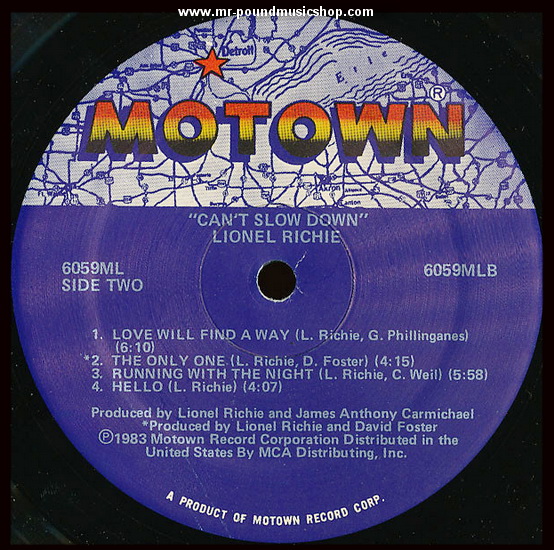 www.mr-poundmusicshop.com
Detroit
Erie
MOTOWN®
Akron
Canton
"CAN'T SLOW DOWN"
LIONEL RICHIE
6059ML
SIDE TWO
6059MLB
1. LOVE WILL FIND A WAY (L. Richie, G. Phillinganes)
(6:10)
*2. THE ONLY ONE (L. Richie, D. Foster) (4:15)
3. RUNNING WITH THE NIGHT (L. Richie, C. Weil) (5:58)
4. HELLO (L. Richie) (4:07)
Produced by Lionel Richie and James Anthony Carmichael
*Produced by Lionel Richie and David Foster
Ⓟ1983 Motown Record Corporation Distributed in the
United States By MCA Distributing, Inc.
A PRODUCT OF MOTOWN RECORD CORP.